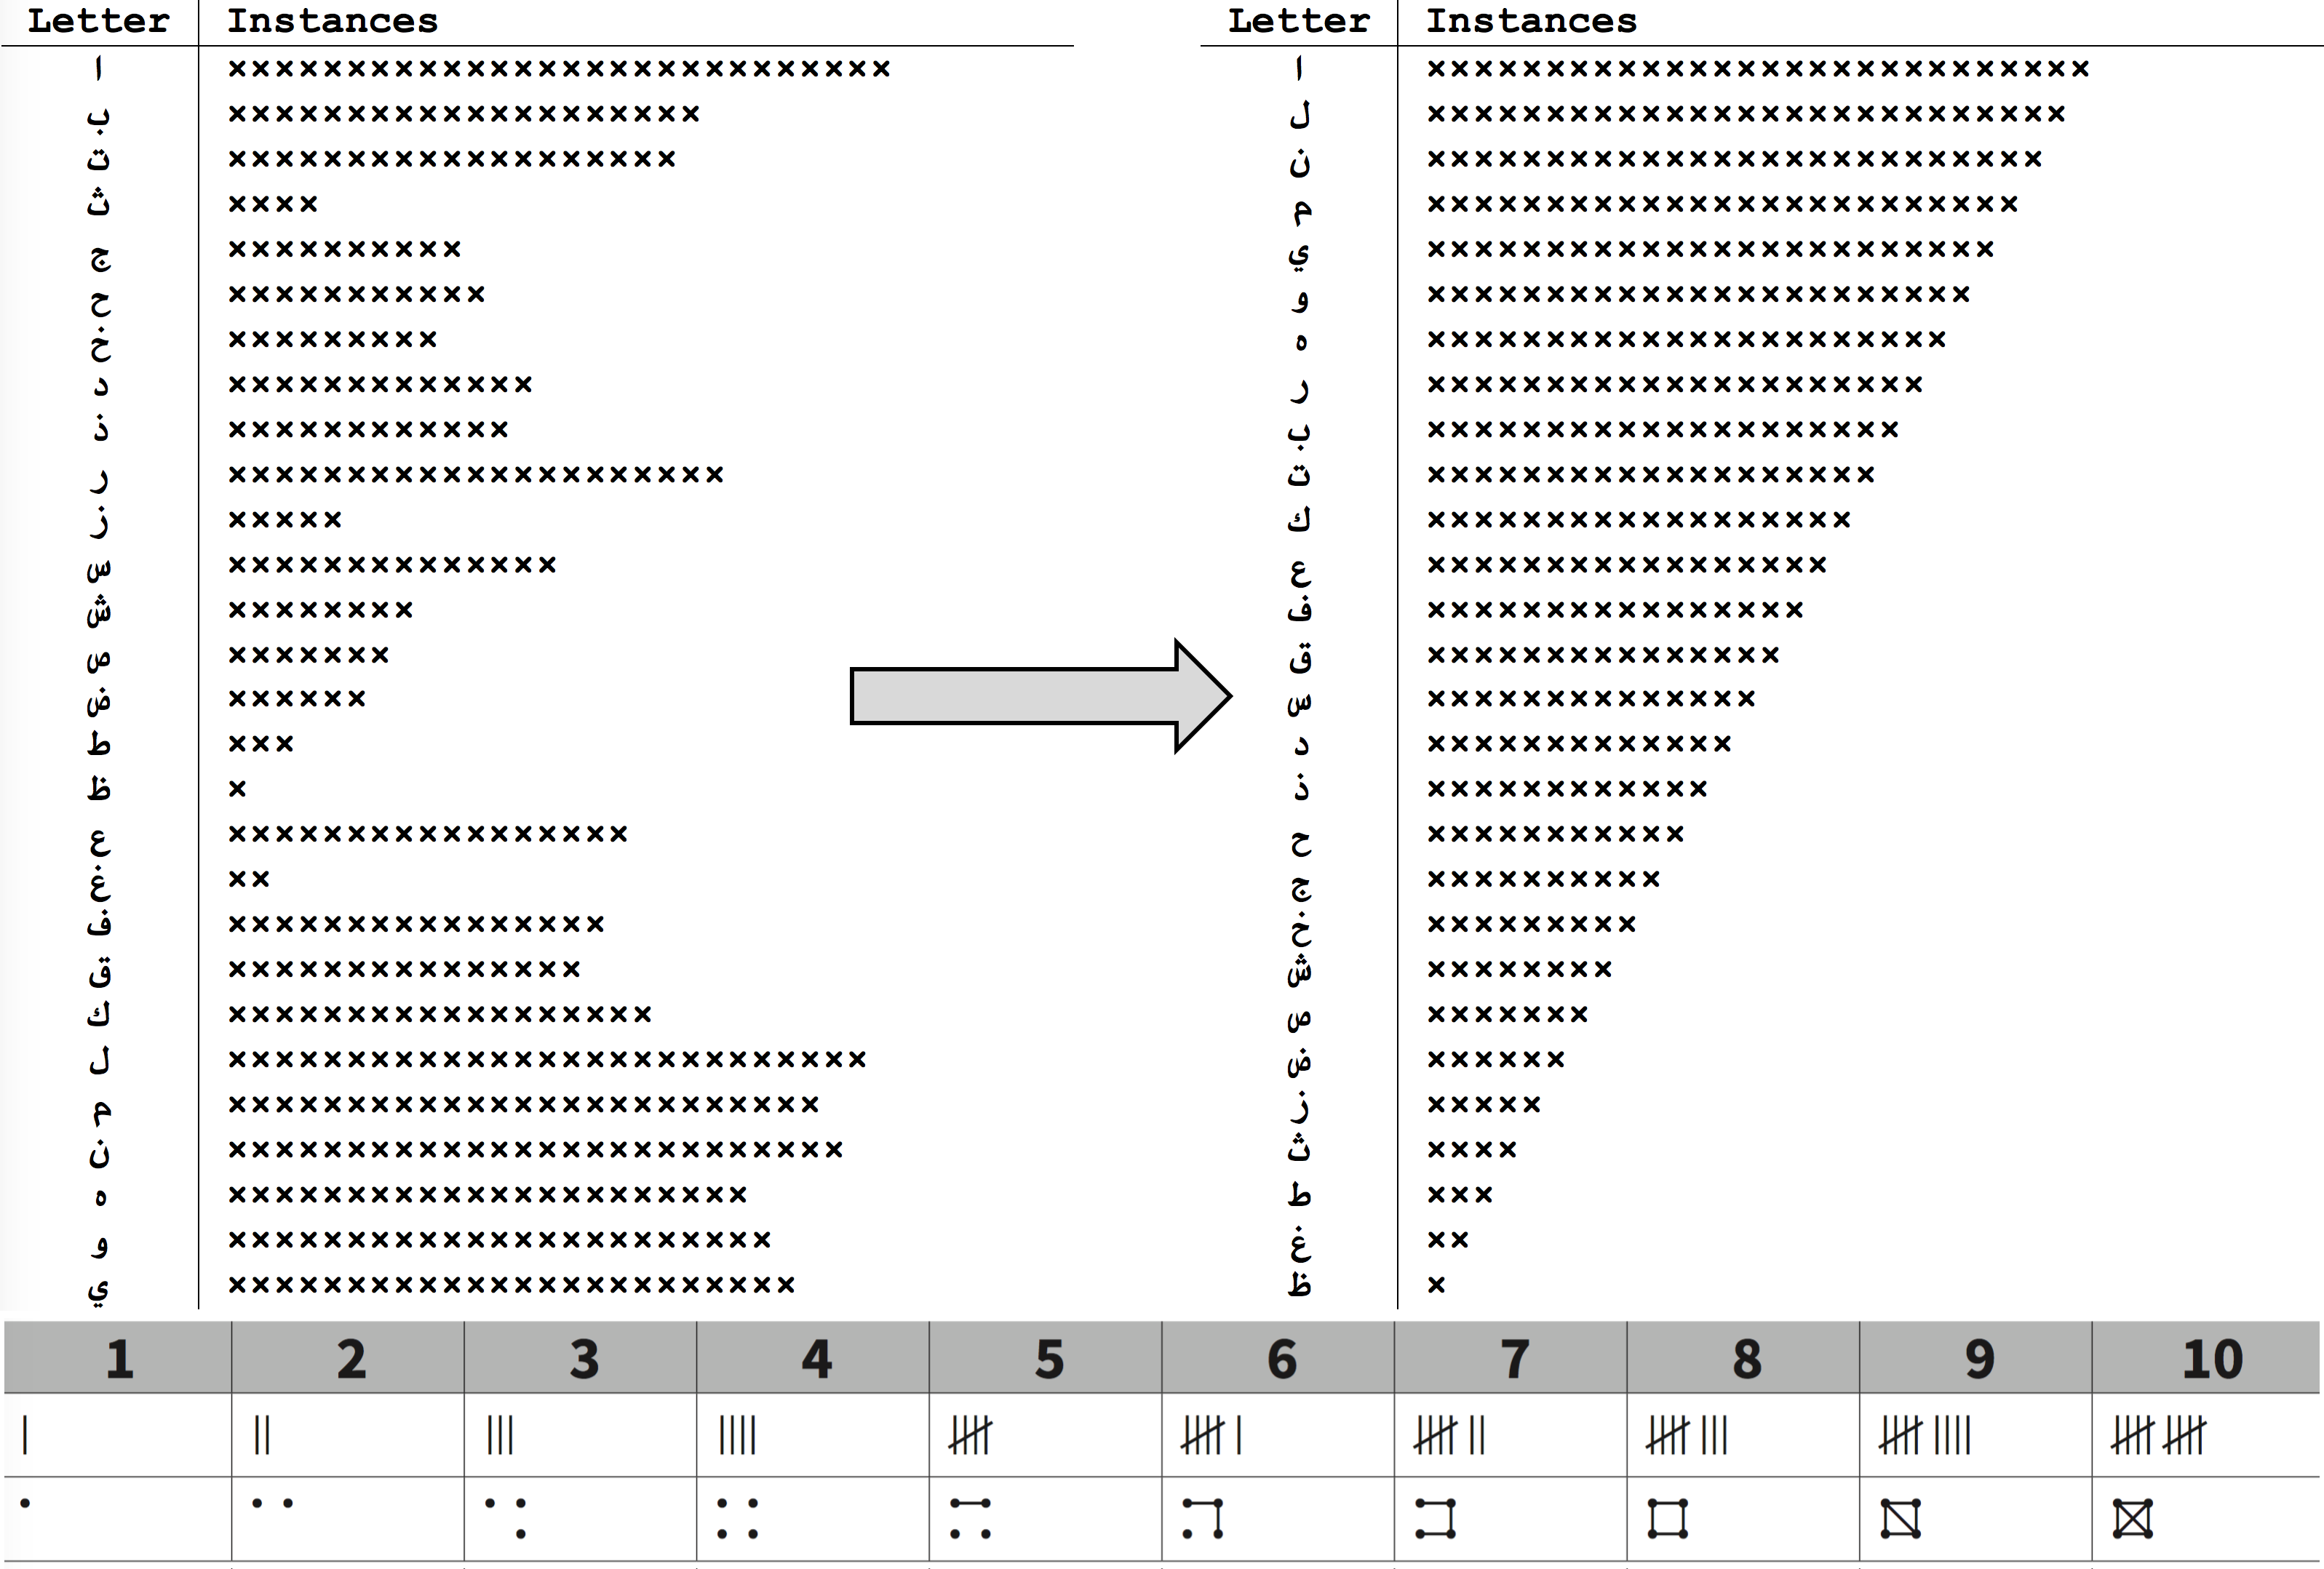 Letter Instances
ا ××××××××××××××××××××××××××××
ب ××××××××××××××××××××
ت ×××××××××××××××××××
ث ××××
ج ××××××××××
ح ×××××××××××
خ ×××××××××
د ×××××××××××××
ذ ××××××××××××
ر ×××××××××××××××××××××
ز ×××××
س ××××××××××××××
ش ××××××××
ص ×××××××
ض ××××××
ط ×××
ظ ×
ع ×××××××××××××××××
غ ××
ف ××××××××××××××××
ق ×××××××××××××××
ك ××××××××××××××××××
ل ×××××××××××××××××××××××××××
م ×××××××××××××××××××××××××
ن ××××××××××××××××××××××××××
ه ××××××××××××××××××××××
و ×××××××××××××××××××××××
ي ××××××××××××××××××××××××
Letter Instances
ا ××××××××××××××××××××××××××××
ل ×××××××××××××××××××××××××××
ن ××××××××××××××××××××××××××
م ×××××××××××××××××××××××××
ي ××××××××××××××××××××××××
و ×××××××××××××××××××××××
ه ××××××××××××××××××××××
ر ×××××××××××××××××××××
ب ××××××××××××××××××××
ت ×××××××××××××××××××
ك ××××××××××××××××××
ع ×××××××××××××××××
ف ××××××××××××××××
ق ×××××××××××××××
س ××××××××××××××
د ×××××××××××××
ذ ××××××××××××
ح ×××××××××××
ج ××××××××××
خ ×××××××××
ش ××××××××
ص ×××××××
ض ××××××
ز ×××××
ث ××××
ط ×××
غ ××
ظ ×
1 2 3 4 5 6 7 8 9 10